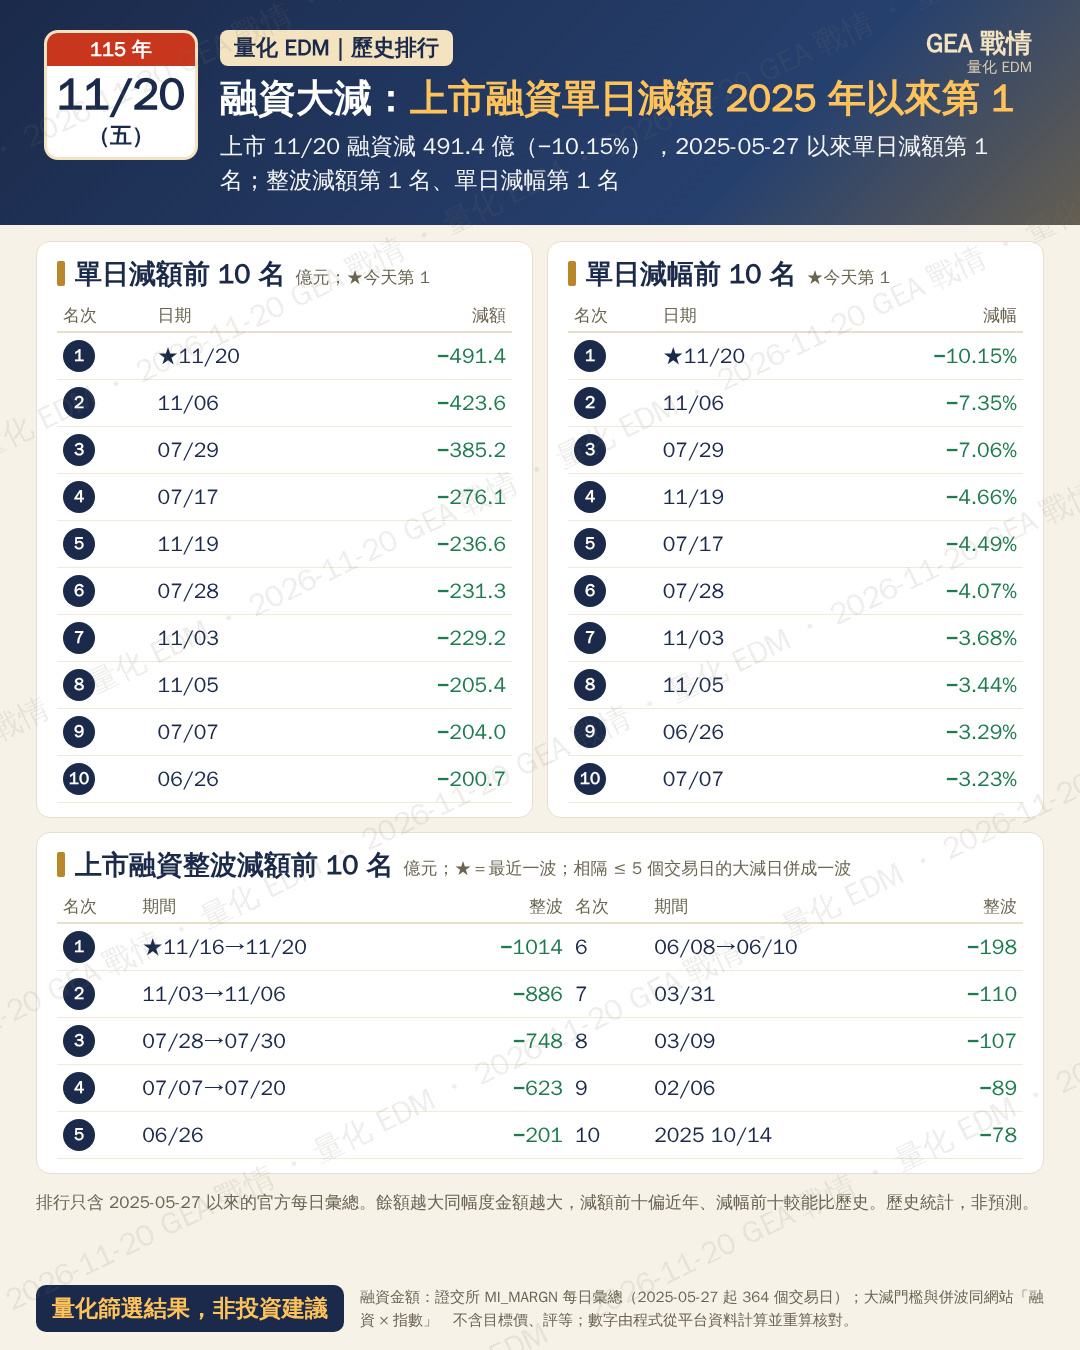 115 年
11/20
（五）
量化 EDM｜歷史排行
GEA 戰情
量化 EDM
融資大減：上市融資單日減額 2025 年以來第 1
上市 11/20 融資減 491.4 億（−10.15%），2025-05-27 以來單日減額第 1
名；整波減額第 1 名、單日減幅第 1 名
單日減額前 10 名 億元；★今天第 1
名次 日期 減額
1 ★11/20 −491.4
2 11/06 −423.6
3 07/29 −385.2
4 07/17 −276.1
5 11/19 −236.6
6 07/28 −231.3
7 11/03 −229.2
8 11/05 −205.4
9 07/07 −204.0
10 06/26 −200.7
單日減幅前 10 名 ★今天第 1
名次 日期 減幅
1 ★11/20 −10.15%
2 11/06 −7.35%
3 07/29 −7.06%
4 11/19 −4.66%
5 07/17 −4.49%
6 07/28 −4.07%
7 11/03 −3.68%
8 11/05 −3.44%
9 06/26 −3.29%
10 07/07 −3.23%
上市融資整波減額前 10 名 億元；★＝最近一波；相隔 ≤ 5 個交易日的大減日併成一波
名次 期間 整波 名次 期間 整波
1 ★11/16→11/20 −1014 6 06/08→06/10 −198
2 11/03→11/06 −886 7 03/31 −110
3 07/28→07/30 −748 8 03/09 −107
4 07/07→07/20 −623 9 02/06 −89
5 06/26 −201 10 2025 10/14 −78
排行只含 2025-05-27 以來的官方每日彙總。餘額越大同幅度金額越大，減額前十偏近年、減幅前十較能比歷史。歷史統計，非預測。
量化篩選結果，非投資建議
融資金額：證交所 MI_MARGN 每日彙總（2025-05-27 起 364 個交易日）；大減門檻與併波同網站「融
資 × 指數」 不含目標價、評等；數字由程式從平台資料計算並重算核對。
2026-11-20 GEA 戰情 · 量化 EDM